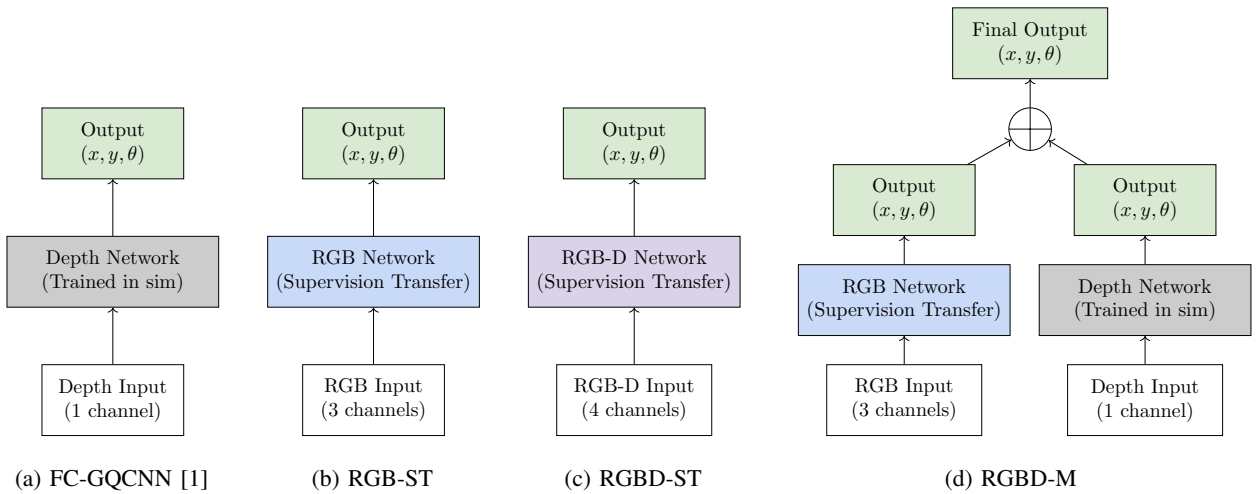 Output
(x, y, θ)
Depth Network
(Trained in sim)
Depth Input
(1 channel)
(a) FC-GQCNN [1]
Output
(x, y, θ)
RGB Network
(Supervision Transfer)
RGB Input
(3 channels)
(b) RGB-ST
Output
(x, y, θ)
RGB-D Network
(Supervision Transfer)
RGB-D Input
(4 channels)
(c) RGBD-ST
Final Output
(x, y, θ)
Output
(x, y, θ)
RGB Network
(Supervision Transfer)
RGB Input
(3 channels)
Output
(x, y, θ)
Depth Network
(Trained in sim)
Depth Input
(1 channel)
(d) RGBD-M